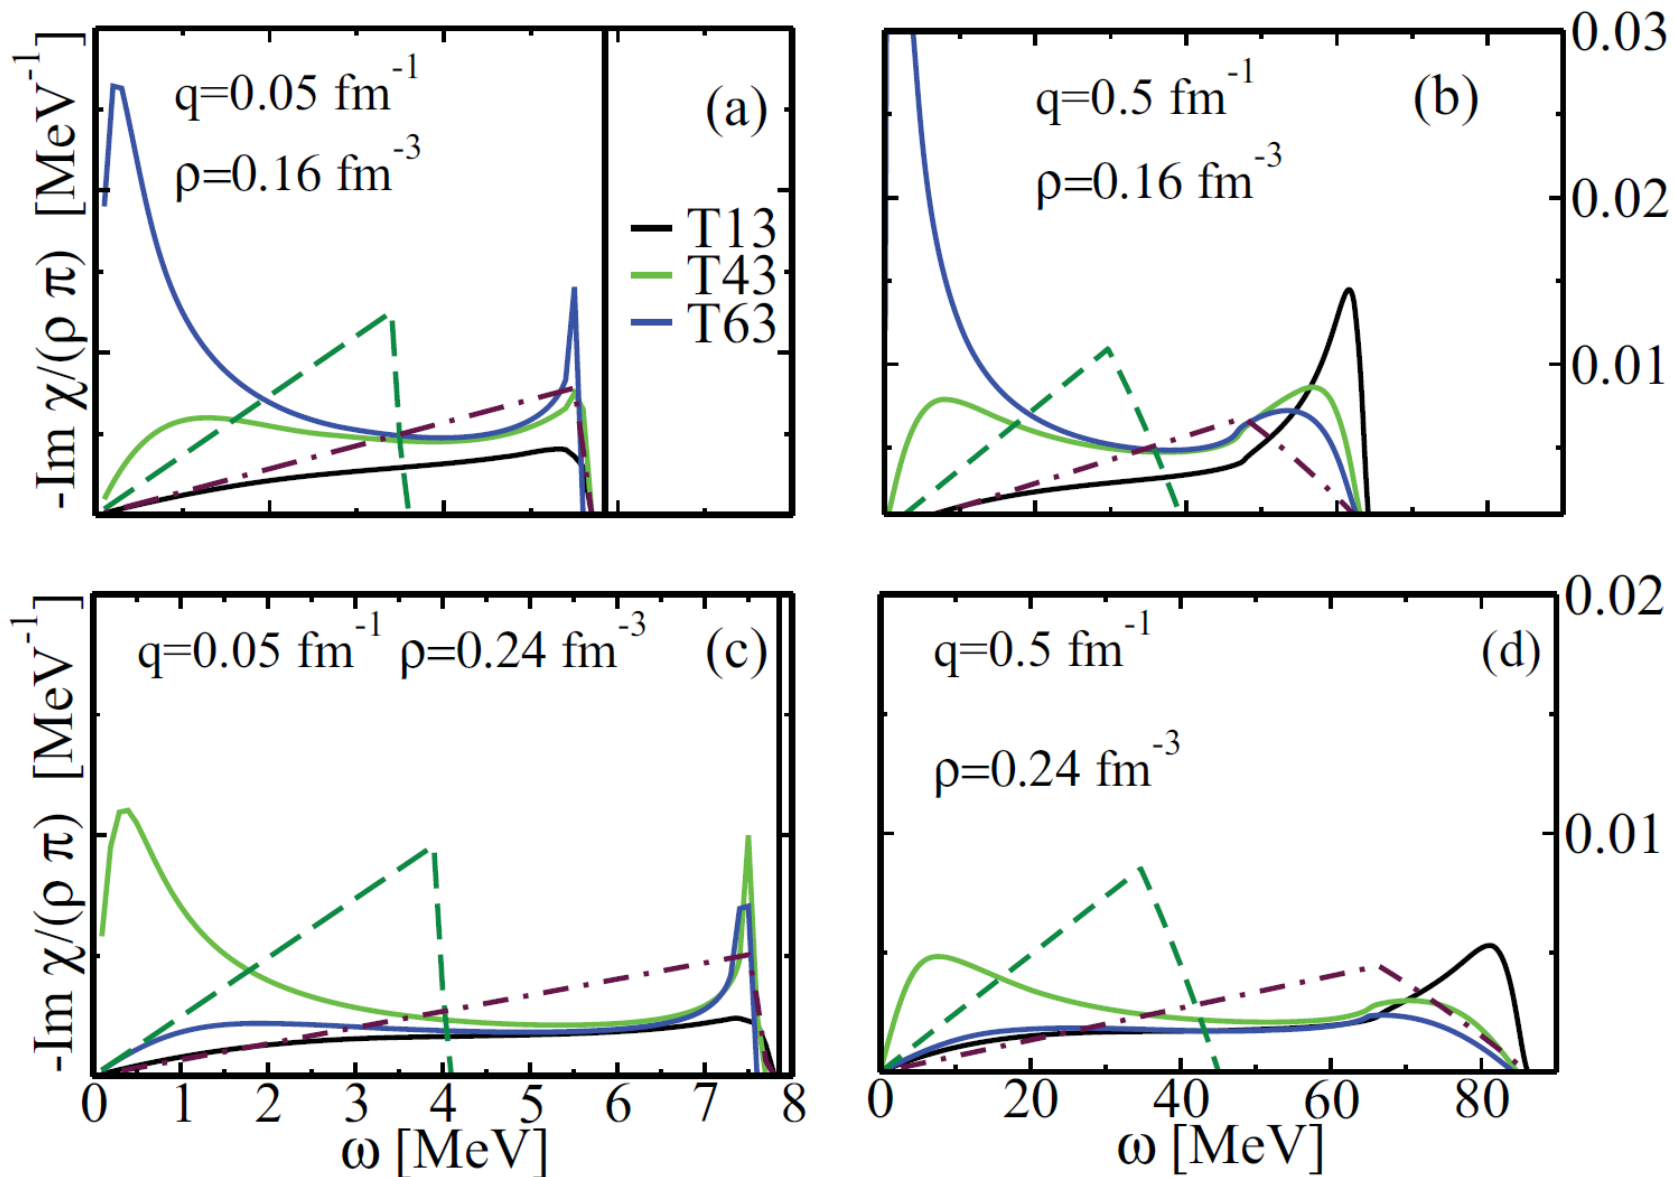 -Im χ/(ρ π) [MeV⁻¹]
q=0.05 fm⁻¹
ρ=0.16 fm⁻³
(a)
T13
T43
T63
q=0.5 fm⁻¹
ρ=0.16 fm⁻³
(b)
0.03
0.02
0.01
-Im χ/(ρ π) [MeV⁻¹]
q=0.05 fm⁻¹ ρ=0.24 fm⁻³ (c)
0 1 2 3 4 5 6 7 8
ω [MeV]
q=0.5 fm⁻¹ (d)
ρ=0.24 fm⁻³
0.02
0.01
0 20 40 60 80
ω [MeV]